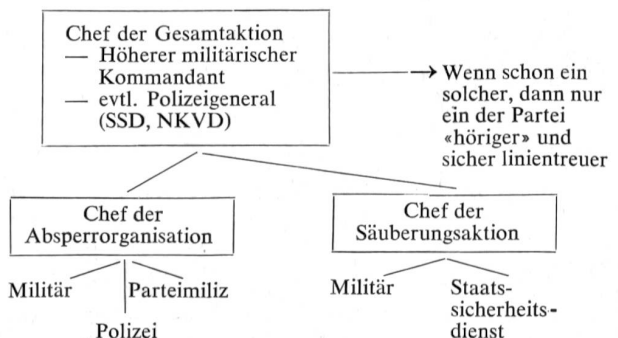 Chef der Gesamtaktion
— Höherer militärischer
Kommandant
— evtl. Polizeigeneral
(SSD, NKVD)
Wenn schon ein
solcher, dann nur
ein der Partei
«höriger» und
sicher linientreuer
Chef der
Absperrorganisation
Chef der
Säuberungsaktion
Militär
Parteimiliz
Polizei
Militär
Staats-
sicherheits-
dienst